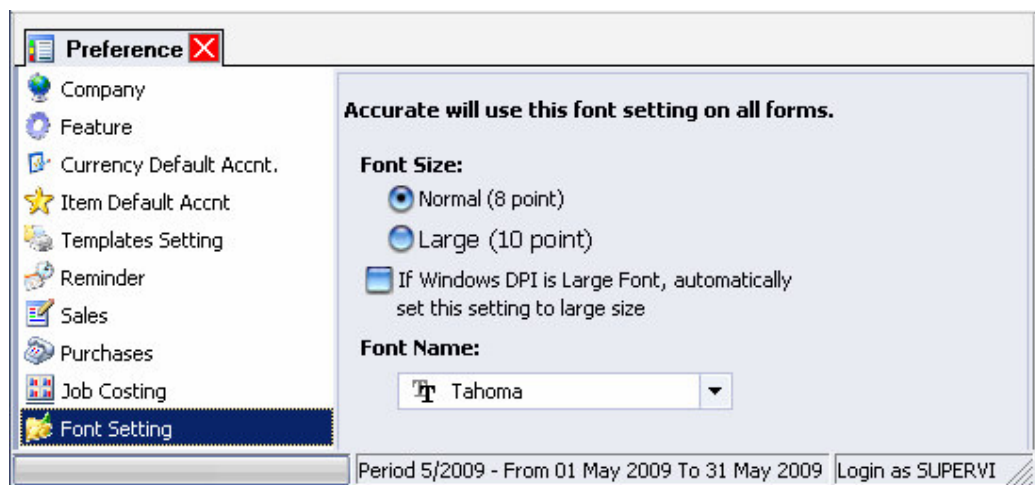 Preference
Company
Feature
Currency Default Accnt.
Item Default Accnt
Templates Setting
Reminder
Sales
Purchases
Job Costing
Font Setting
Accurate will use this font setting on all forms.
Font Size:
Normal (8 point)
Large (10 point)
If Windows DPI is Large Font, automatically
set this setting to large size
Font Name:
Tahoma
Period 5/2009 - From 01 May 2009 To 31 May 2009
Login as SUPERVI